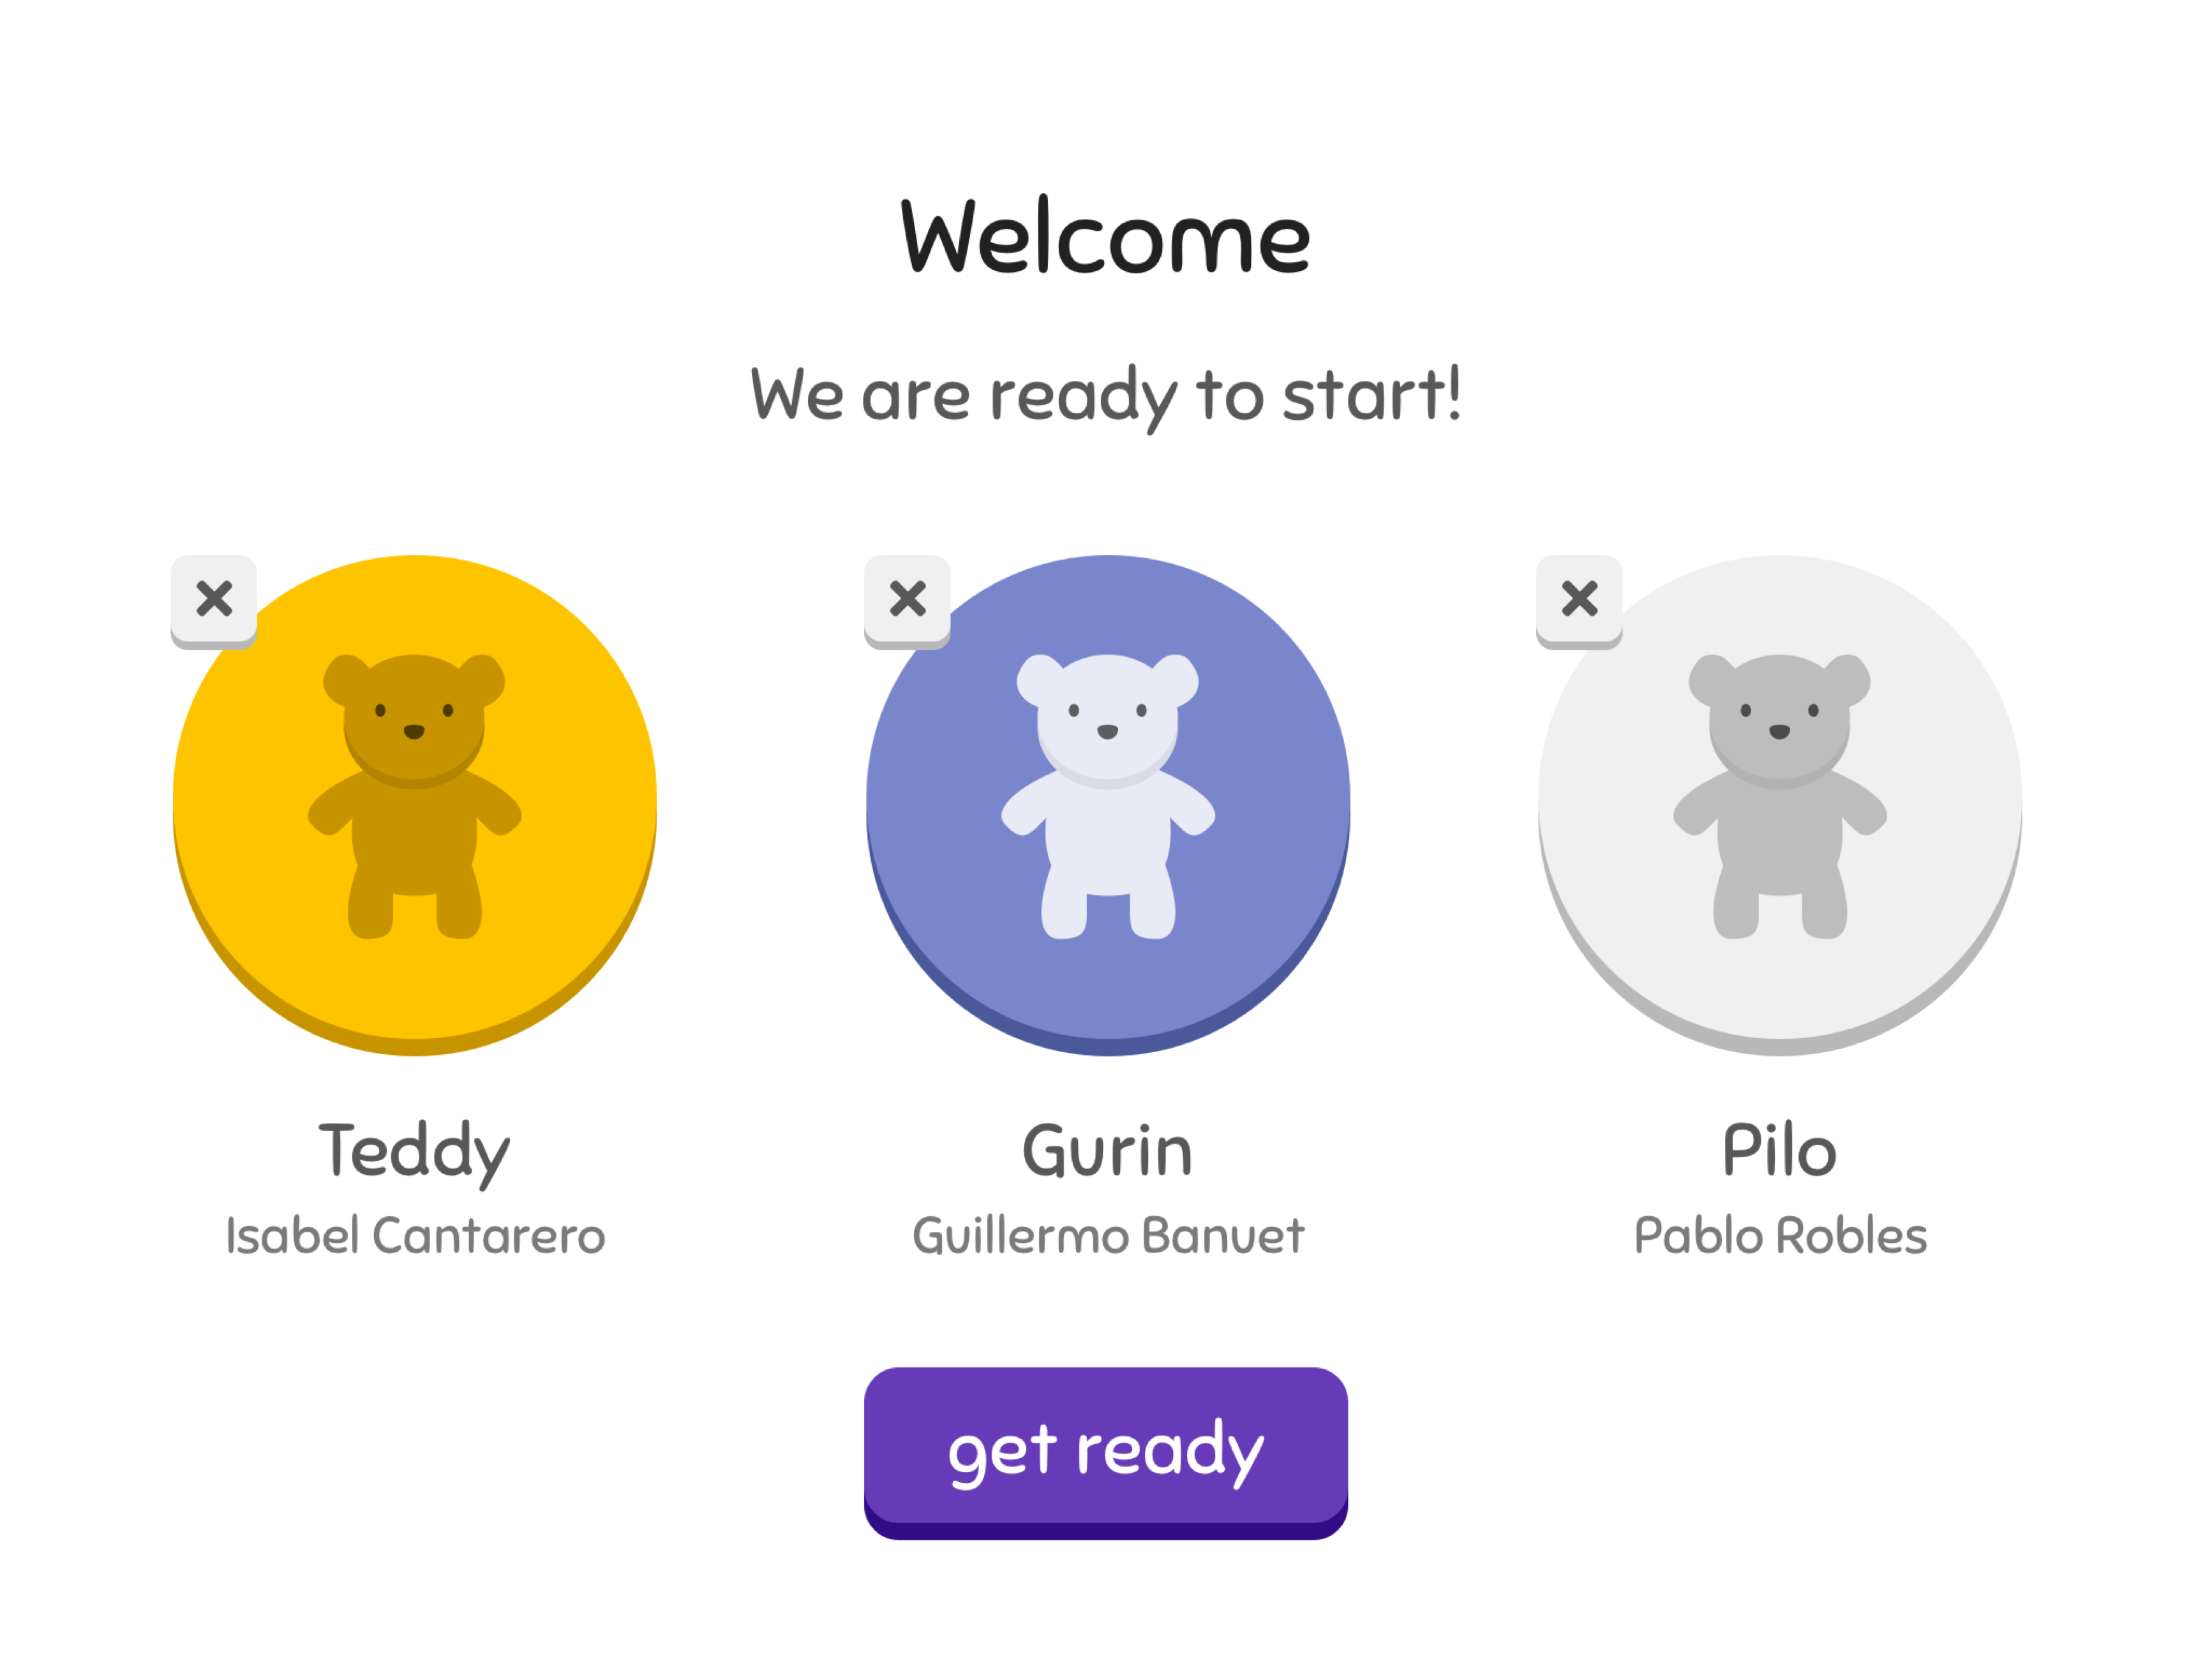 Welcome
We are ready to start!
Teddy
Isabel Cantarero
Gurin
Guillermo Banuet
Pilo
Pablo Robles
get ready